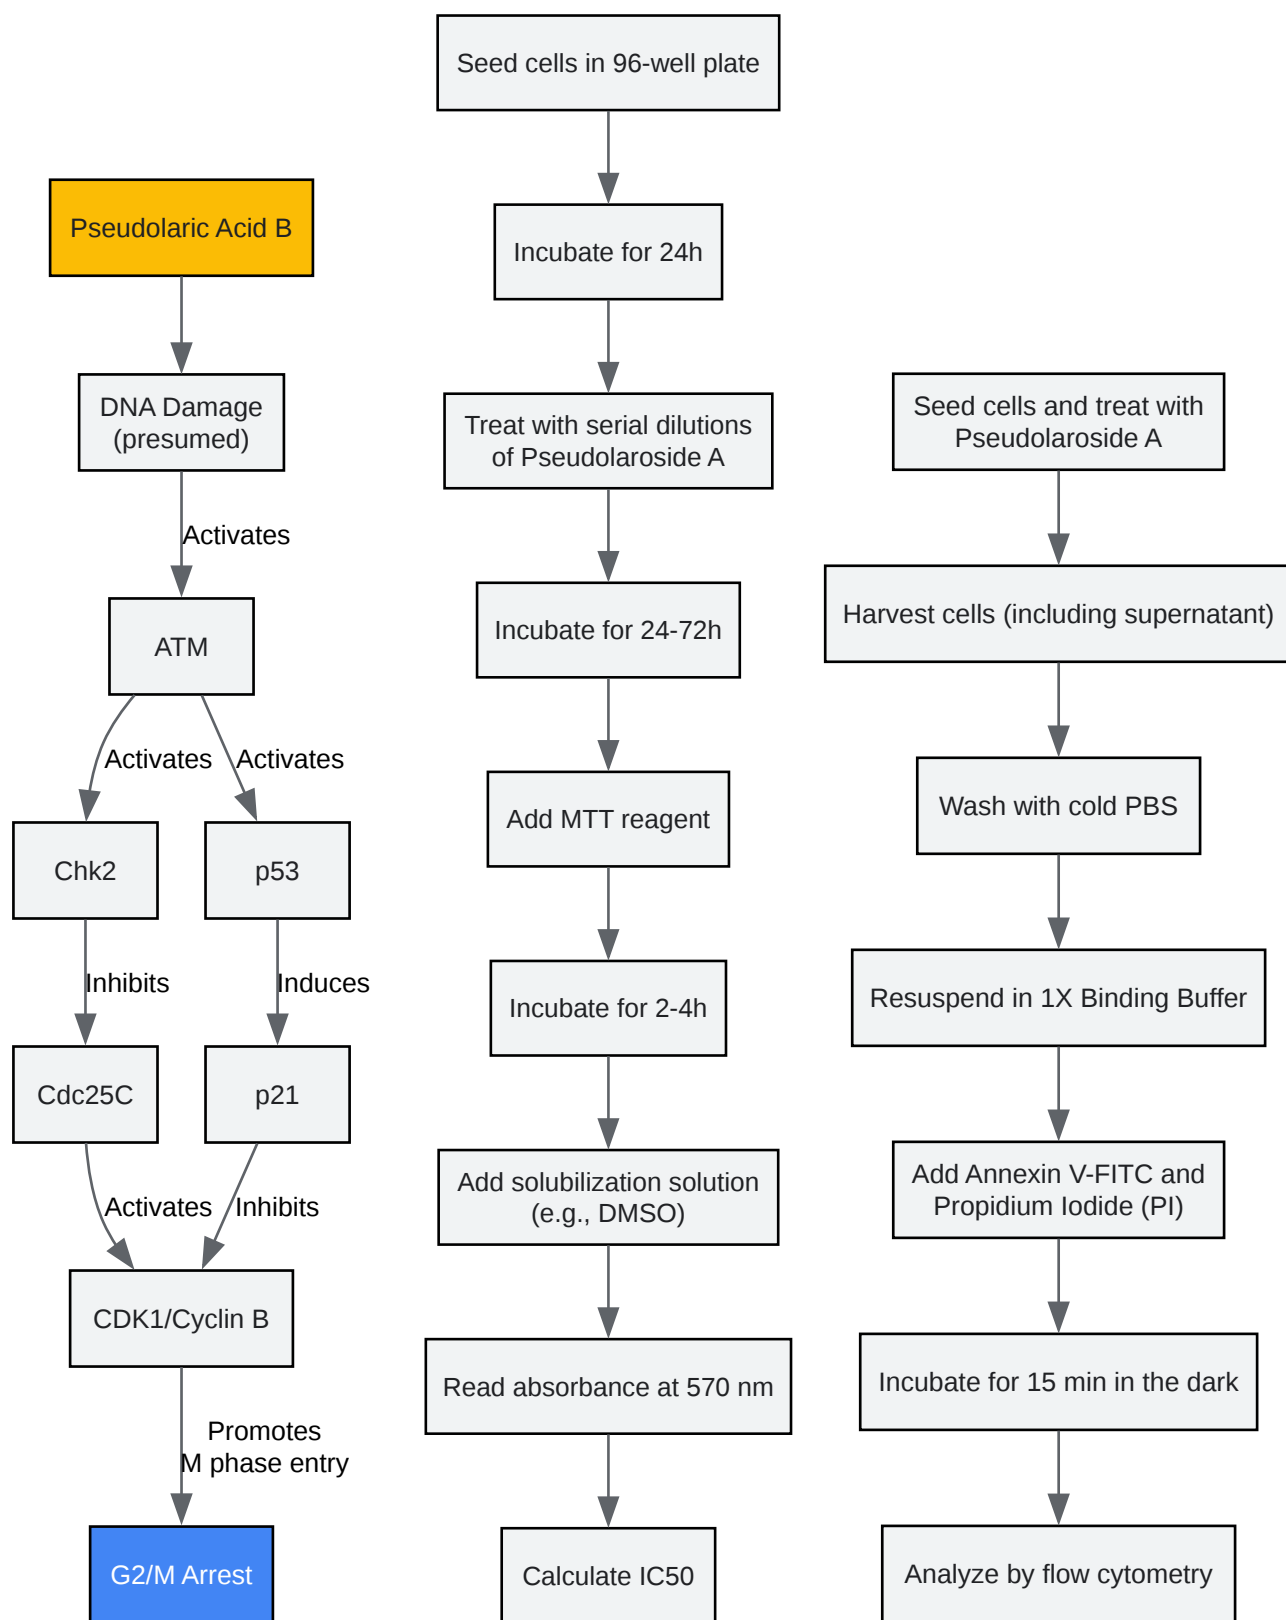 Pseudolaric Acid B
DNA Damage
(presumed)
Activates
ATM
Activates
Activates
Chk2
p53
Inhibits
Induces
Cdc25C
p21
Activates
Inhibits
CDK1/Cyclin B
Promotes
M phase entry
G2/M Arrest
Seed cells in 96-well plate
Incubate for 24h
Treat with serial dilutions
of Pseudolaroside A
Incubate for 24-72h
Add MTT reagent
Incubate for 2-4h
Add solubilization solution
(e.g., DMSO)
Read absorbance at 570 nm
Calculate IC50
Seed cells and treat with
Pseudolaroside A
Harvest cells (including supernatant)
Wash with cold PBS
Resuspend in 1X Binding Buffer
Add Annexin V-FITC and
Propidium Iodide (PI)
Incubate for 15 min in the dark
Analyze by flow cytometry